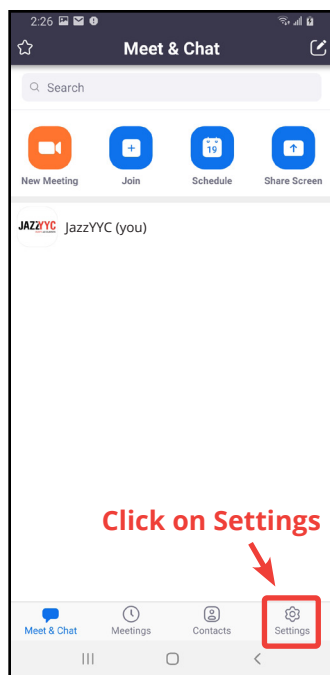 2:26
Meet & Chat
Search
19
New Meeting Join Schedule Share Screen
JAZZYYC JazzYYC (you)
Click on Settings
Meet & Chat Meetings Contacts Settings